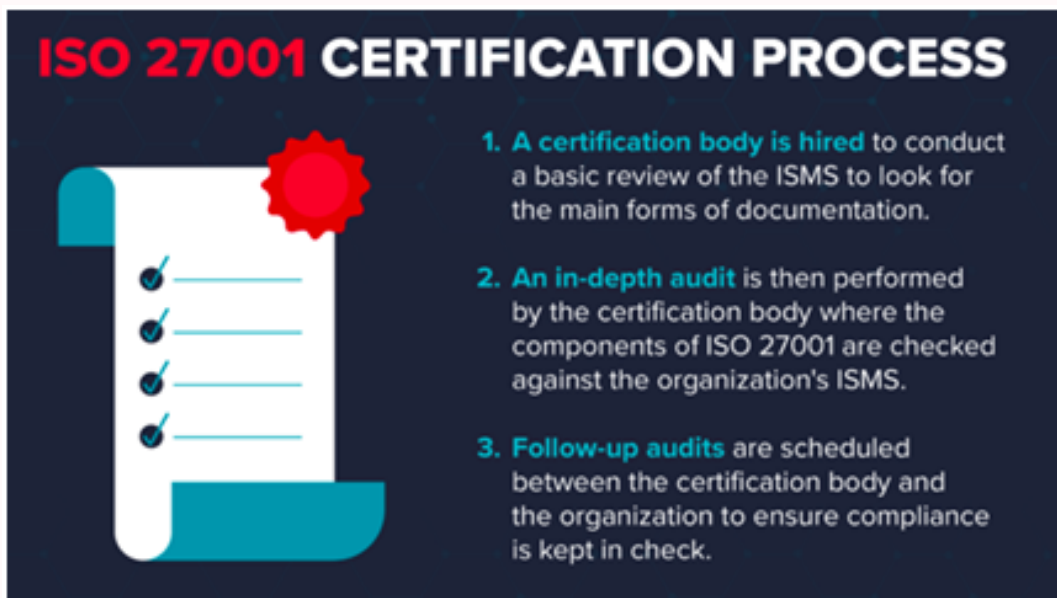 ISO 27001 CERTIFICATION PROCESS
1. A certification body is hired to conduct
a basic review of the ISMS to look for
the main forms of documentation.
2. An in-depth audit is then performed
by the certification body where the
components of ISO 27001 are checked
against the organization's ISMS.
3. Follow-up audits are scheduled
between the certification body and
the organization to ensure compliance
is kept in check.